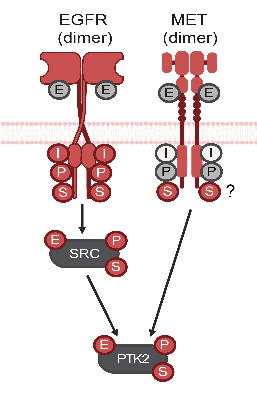 EGFR MET
(dimer) (dimer)
E E E E
I I I I
P P P P
S S S S ?
E P
SRC
S
E P
PTK2
S